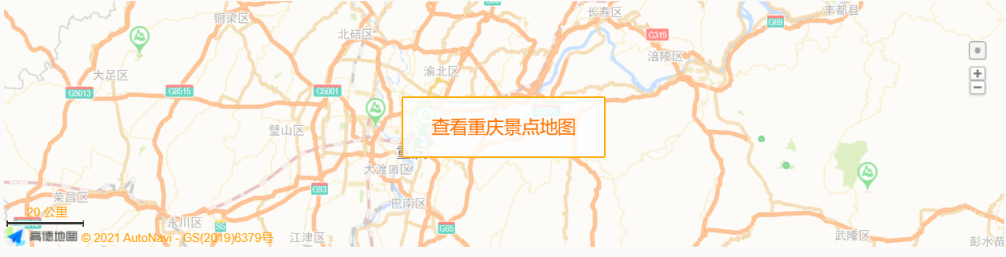 铜梁区
长寿区
丰都县
G69
北碚区
G319
涪陵区
渝北区
大足区
G5013
G8515
G5001
查看重庆景点地图
璧山区
大渡口区
G93
荣昌区
巴南区
20 公里
永川区
G5
G65
高德地图 © 2021 AutoNavi - GS(2019)6379号
江津区
武隆区
彭水苗